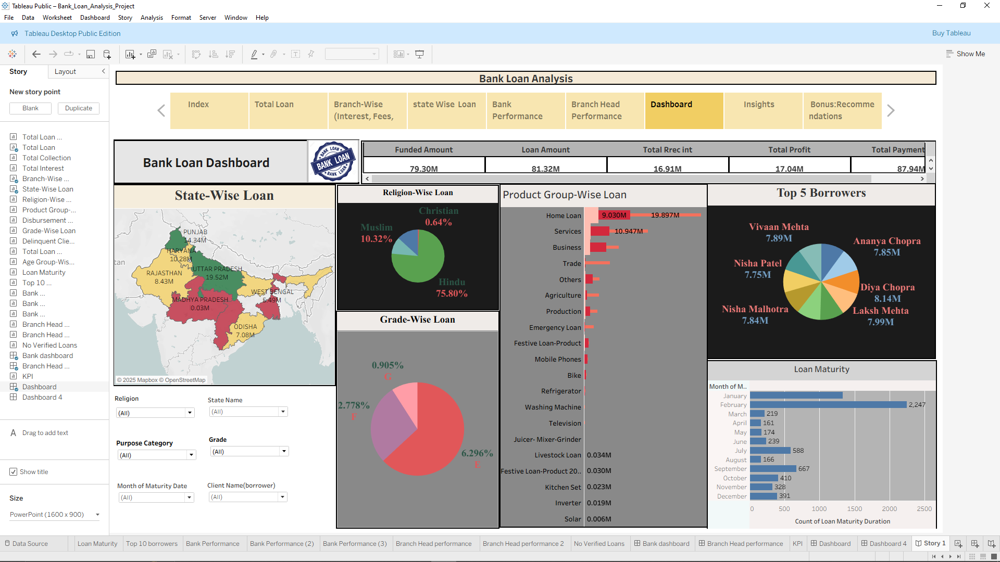 Tableau Public – Bank_Loan_Analysis_Project
File Data Worksheet Dashboard Story Analysis Format Server Window Help
Tableau Desktop Public Edition
Buy Tableau
Show Me
Story
Layout
New story point
Blank
Duplicate
Total Loan ...
Total Loan
Total Collection
Total Interest
Branch-Wise ...
State-Wise Loan
Religion-Wise ...
Product Group-...
Disbursement ...
Grade-Wise Loan
Delinquent Clie...
Total Loan ...
Age Group-Wis...
Loan Maturity
Top 10 ...
Bank ...
Bank ...
Bank ...
Branch Head ...
Branch Head ...
No Verified Loans
Bank dashboard
Branch Head ...
KPI
Dashboard
Dashboard 4
A Drag to add text
Show title
Size
PowerPoint (1600 x 900)
Bank Loan Analysis
Index
Total Loan
Branch-Wise
(Interest, Fees,
state Wise Loan
Bank
Performance
Branch Head
Performance
Dashboard
Insights
Bonus:Recomme
ndations
Bank Loan Dashboard
BANK LOAN
BANK LOAN
BANK LOAN
Funded Amount
Loan Amount
Total Rrec int
Total Profit
Total Payment
79.30M
81.32M
16.91M
17.04M
87.94M
State-Wise Loan
PUNJAB
14.34M
HARYANA
10.28M
RAJASTHAN
8.43M
UTTAR PRADESH
19.52M
WEST BENGAL
5.49M
MADHYA PRADESH
0.03M
ODISHA
7.08M
tan
© 2025 Mapbox © OpenStreetMap
Religion
(All)
State Name
(All)
Purpose Category
(All)
Grade
(All)
Month of Maturity Date
(All)
Client Name(borrower)
(All)
Religion-Wise Loan
Christian
0.64%
Muslim
10.32%
Hindu
75.80%
Grade-Wise Loan
0.905%
G
2.778%
F
6.296%
E
Product Group-Wise Loan
Home Loan 9.030M 19.897M
Services 10.947M
Business
Trade
Others
Agriculture
Production
Emergency Loan
Festive Loan-Product
Mobile Phones
Bike
Refrigerator
Washing Machine
Television
Juicer- Mixer-Grinder
Livestock Loan 0.034M
Festive Loan-Product 20.. 0.030M
Kitchen Set 0.023M
Inverter 0.019M
Solar 0.006M
Top 5 Borrowers
Vivaan Mehta
7.89M
Ananya Chopra
7.85M
Nisha Patel
7.75M
Diya Chopra
8.14M
Nisha Malhotra
7.84M
Laksh Mehta
7.99M
Loan Maturity
Month of M..
January
February 2,247
March 219
April 161
May 174
June 239
July 588
August 166
September 667
October 410
November 328
December 391
0 500 1000 1500 2000 2500
Count of Loan Maturity Duration
Data Source
Loan Maturity
Top 10 borrowers
Bank Performance
Bank Performance (2)
Bank Performance (3)
Branch Head performance
Branch Head performance 2
No Verified Loans
Bank dashboard
Branch Head performance
KPI
Dashboard
Dashboard 4
Story 1